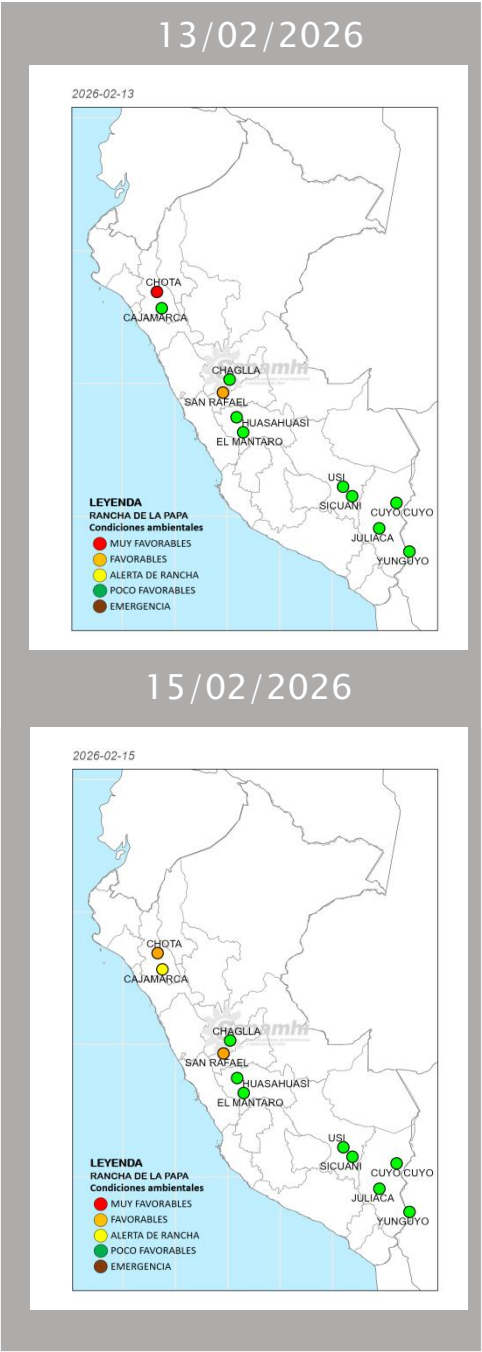 13/02/2026
2026-02-13
CHOTA
CAJAMARCA
Senamhi
CHAGLLA
SAN RAFAEL
HUASAHUASI
EL MANTARO
USI
SICUANI
CUYO CUYO
JULIACA
YUNGUYO
LEYENDA
RANCHA DE LA PAPA
Condiciones ambientales
MUY FAVORABLES
FAVORABLES
ALERTA DE RANCHA
POCO FAVORABLES
EMERGENCIA
15/02/2026
2026-02-15
CHOTA
CAJAMARCA
Senamhi
CHAGLLA
SAN RAFAEL
HUASAHUASI
EL MANTARO
USI
SICUANI
CUYO CUYO
JULIACA
YUNGUYO
LEYENDA
RANCHA DE LA PAPA
Condiciones ambientales
MUY FAVORABLES
FAVORABLES
ALERTA DE RANCHA
POCO FAVORABLES
EMERGENCIA